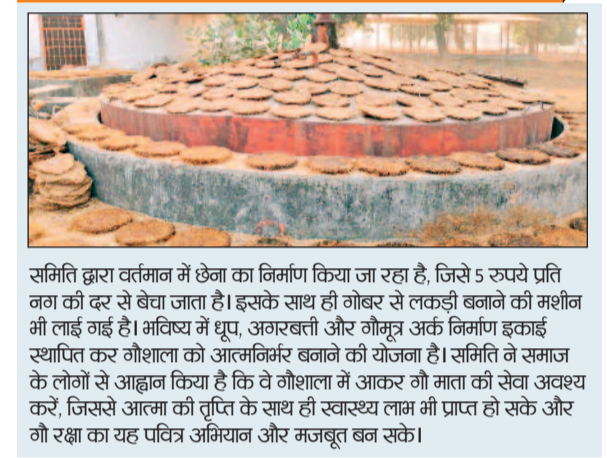 समिति द्वारा वर्तमान में छेना का निर्माण किया जा रहा है, जिसे 5 रुपये प्रति
नग की दर से बेचा जाता है। इसके साथ ही गोबर से लकड़ी बनाने की मशीन
भी लाई गई है। भविष्य में धूप, अगरबत्ती और गौमूत्र अर्क निर्माण इकाई
स्थापित कर गौशाला को आत्मनिर्भर बनाने की योजना है। समिति ने समाज
के लोगों से आह्वान किया है कि वे गौशाला में आकर गौ माता की सेवा अवश्य
करें, जिससे आत्मा की तृप्ति के साथ ही स्वास्थ्य लाभ भी प्राप्त हो सके और
गौ रक्षा का यह पवित्र अभियान और मजबूत बन सके।